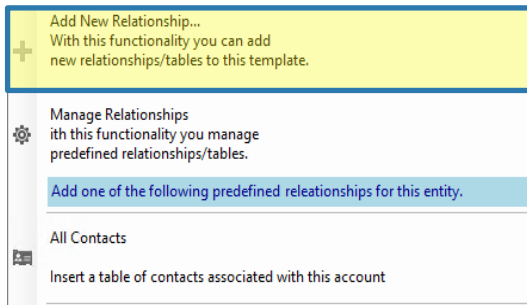 Add New Relationship...
With this functionality you can add
new relationships/tables to this template.
Manage Relationships
ith this functionality you manage
predefined relationships/tables.
Add one of the following predefined releationships for this entity.
All Contacts
Insert a table of contacts associated with this account